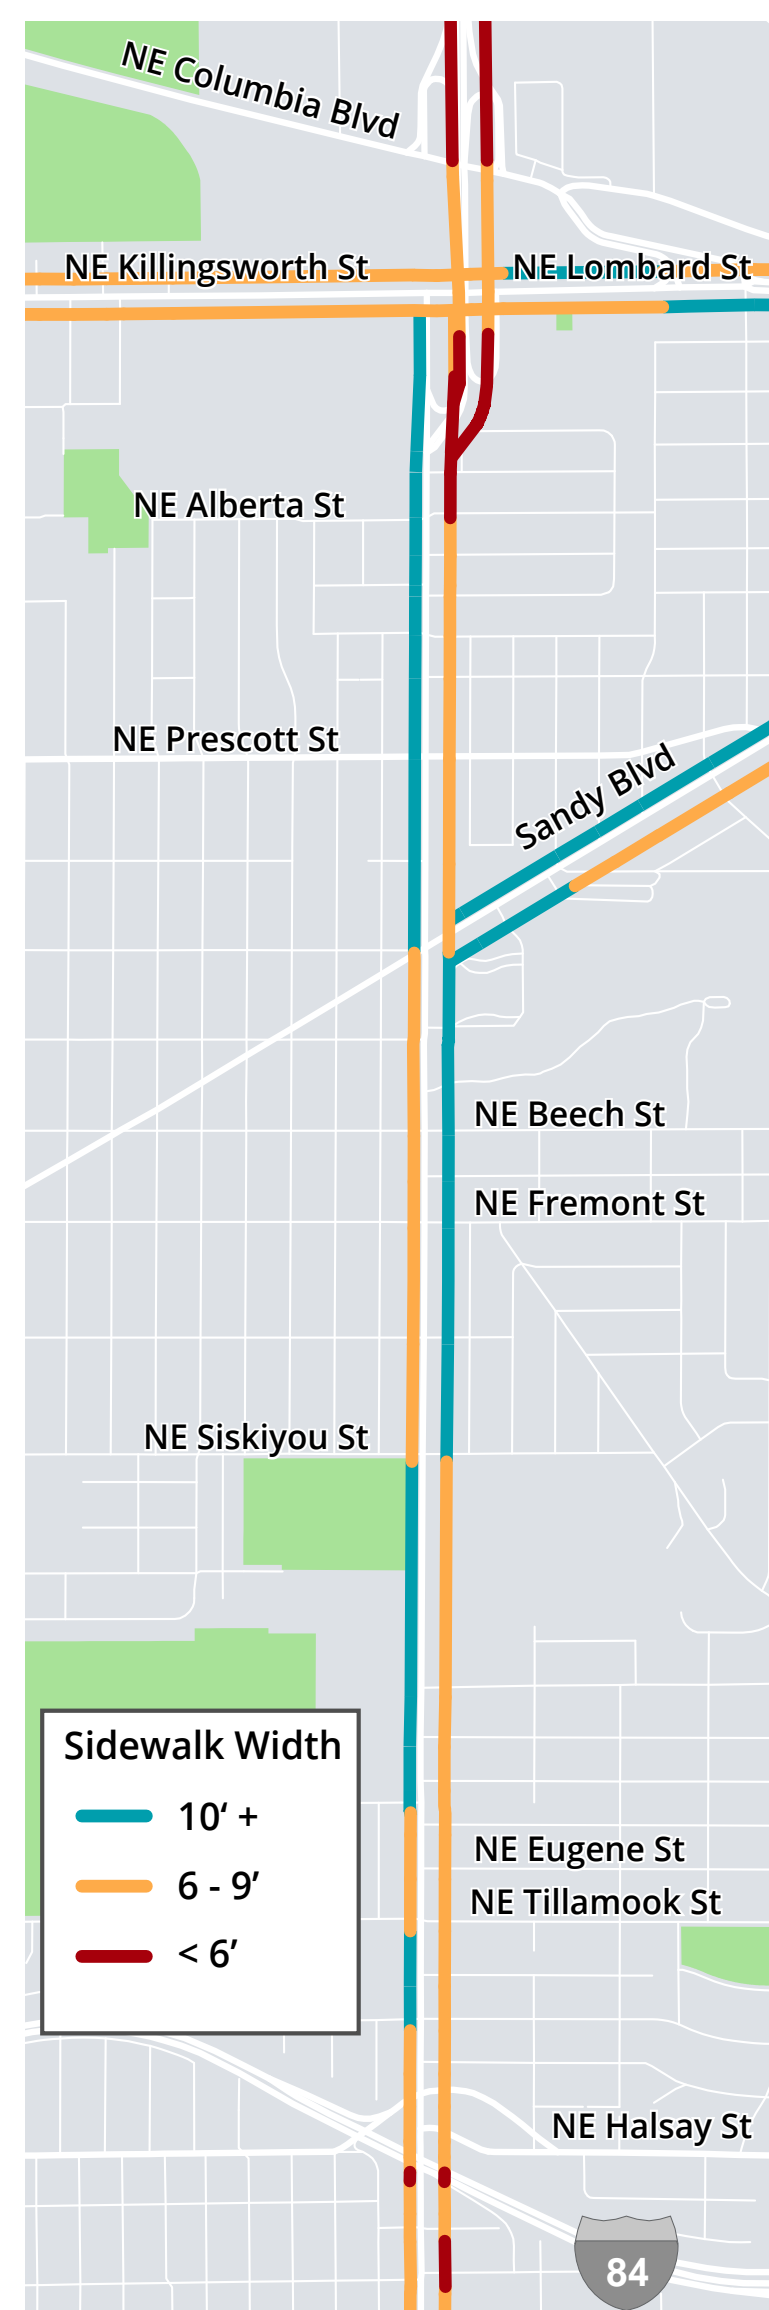 NE Columbia Blvd
NE Killingsworth St
NE Lombard St
NE Alberta St
NE Prescott St
Sandy Blvd
NE Beech St
NE Fremont St
NE Siskiyou St
Sidewalk Width
10‘ +
6 - 9’
< 6’
NE Eugene St
NE Tillamook St
NE Halsay St
84